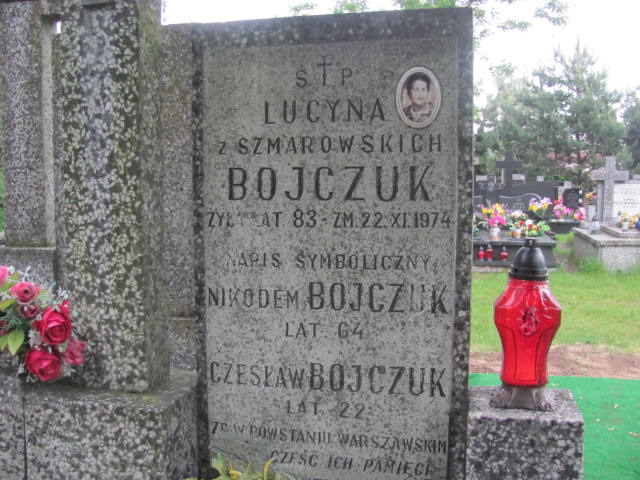 Ś P
LUCYNA
z SZMAROWSKICH
BOJCZUK
ŻYŁA LAT 83 - ZM. 22.XI.1974
NAPIS SYMBOLICZNY
NIKODEM BOJCZUK
LAT 64
CZESŁAW BOJCZUK
LAT 22
ZG. W POWSTANIU WARSZAWSKIM
CZEŚĆ ICH PAMIĘCI